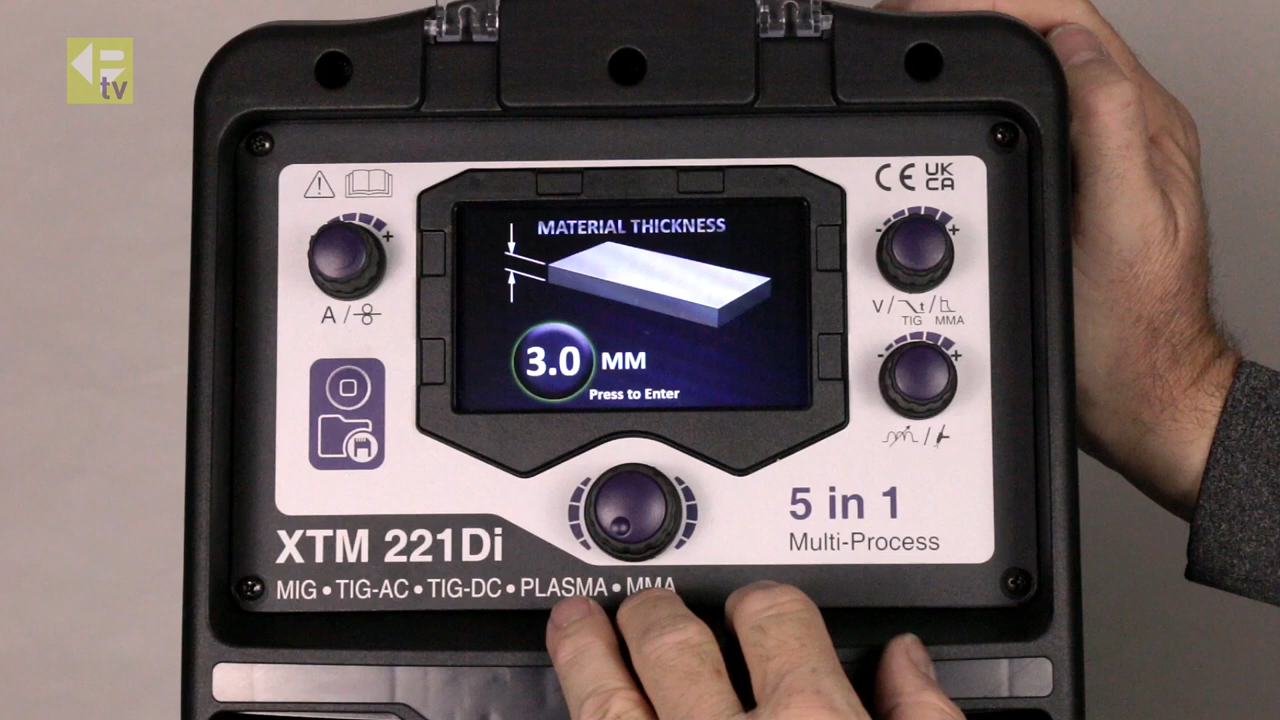 tv
UK
CA
MATERIAL THICKNESS
- +
A /
V / t /
TIG MMA
3.0 MM
Press to Enter
- +
5 in 1
Multi-Process
XTM 221Di
MIG • TIG-AC • TIG-DC • PLASMA • MMA